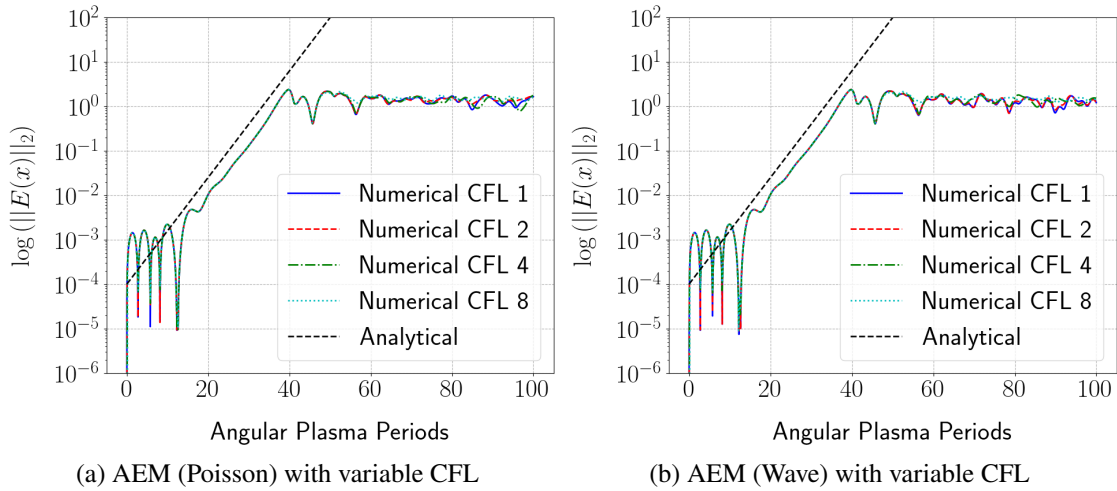 10^2
10^1
10^0
10^{-1}
10^{-2}
10^{-3}
10^{-4}
10^{-5}
10^{-6}
log (||E(x)||_2)
Numerical CFL 1
Numerical CFL 2
Numerical CFL 4
Numerical CFL 8
Analytical
0 20 40 60 80 100
Angular Plasma Periods
(a) AEM (Poisson) with variable CFL
10^2
10^1
10^0
10^{-1}
10^{-2}
10^{-3}
10^{-4}
10^{-5}
10^{-6}
log (||E(x)||_2)
Numerical CFL 1
Numerical CFL 2
Numerical CFL 4
Numerical CFL 8
Analytical
0 20 40 60 80 100
Angular Plasma Periods
(b) AEM (Wave) with variable CFL